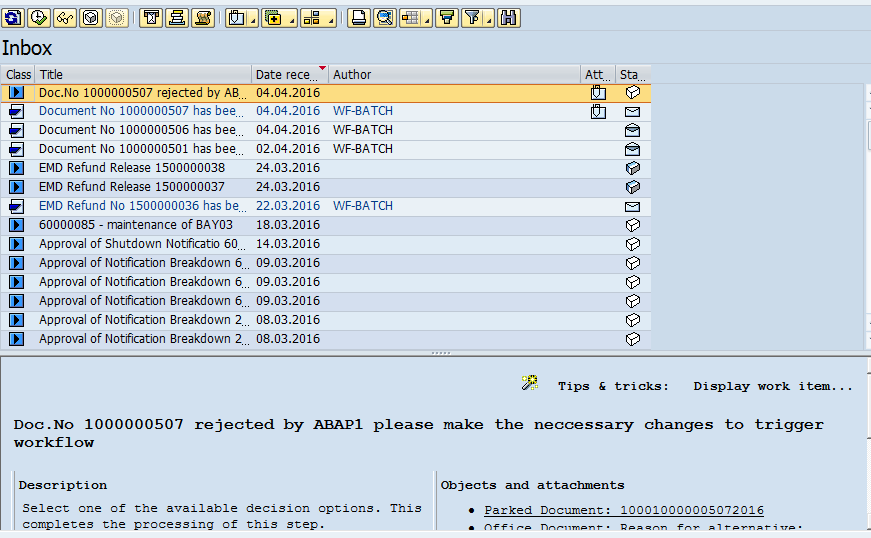 Inbox
Class Title Date rece... Author Att... Sta...
Doc.No 1000000507 rejected by AB... 04.04.2016
Document No 1000000507 has bee... 04.04.2016 WF-BATCH
Document No 1000000506 has bee... 04.04.2016 WF-BATCH
Document No 1000000501 has bee... 02.04.2016 WF-BATCH
EMD Refund Release 1500000038 24.03.2016
EMD Refund Release 1500000037 24.03.2016
EMD Refund No 1500000036 has be... 22.03.2016 WF-BATCH
60000085 - maintenance of BAY03 18.03.2016
Approval of Shutdown Notificatio 60... 14.03.2016
Approval of Notification Breakdown 6... 09.03.2016
Approval of Notification Breakdown 6... 09.03.2016
Approval of Notification Breakdown 6... 09.03.2016
Approval of Notification Breakdown 2... 08.03.2016
Approval of Notification Breakdown 2... 08.03.2016
Tips & tricks: Display work item...
Doc.No 1000000507 rejected by ABAP1 please make the neccessary changes to trigger
workflow
Description
Select one of the available decision options. This
completes the processing of this step.
Objects and attachments
• Parked Document: 100010000005072016
• Office Document: Reason for alternative: